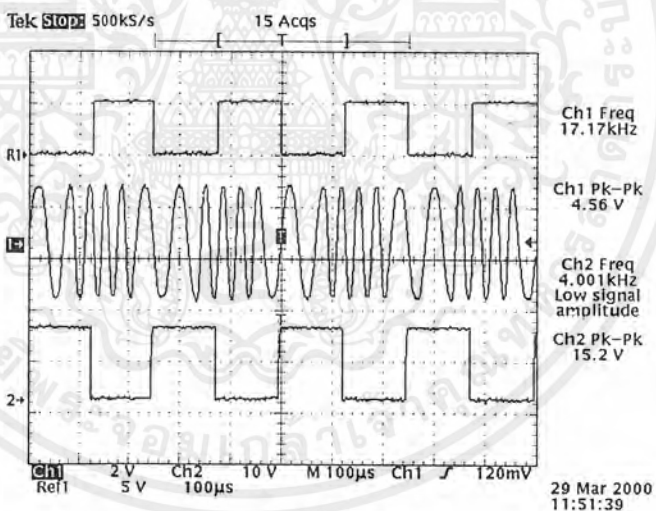 Tek Stop: 500kS/s 15 Acqs
[ T ]
R1
Ch1 Freq
17.17kHz
Ch1 Pk–Pk
4.56 V
T
1
Ch2 Freq
4.001kHz
Low signal
amplitude
Ch2 Pk–Pk
15.2 V
2
Ch1 2 V Ch2 10 V M 100µs Ch1 120mV
Ref1 5 V 100µs
29 Mar 2000
11:51:39